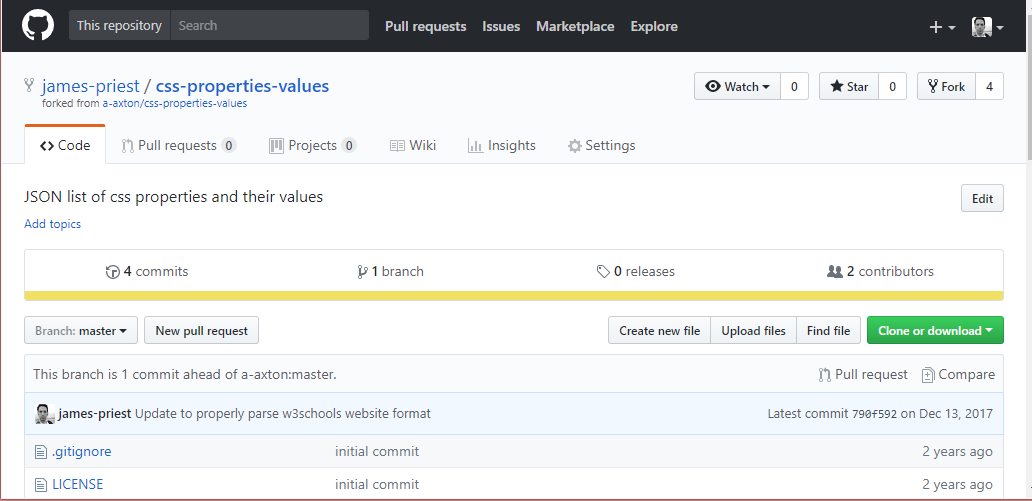 This repository Search Pull requests Issues Marketplace Explore
james-priest / css-properties-values Watch 0 Star 0 Fork 4
forked from a-axton/css-properties-values
Code Pull requests 0 Projects 0 Wiki Insights Settings
JSON list of css properties and their values Edit
Add topics
4 commits 1 branch 0 releases 2 contributors
Branch: master New pull request Create new file Upload files Find file Clone or download
This branch is 1 commit ahead of a-axton:master. Pull request Compare
james-priest Update to properly parse w3schools website format Latest commit 790f592 on Dec 13, 2017
.gitignore initial commit 2 years ago
LICENSE initial commit 2 years ago